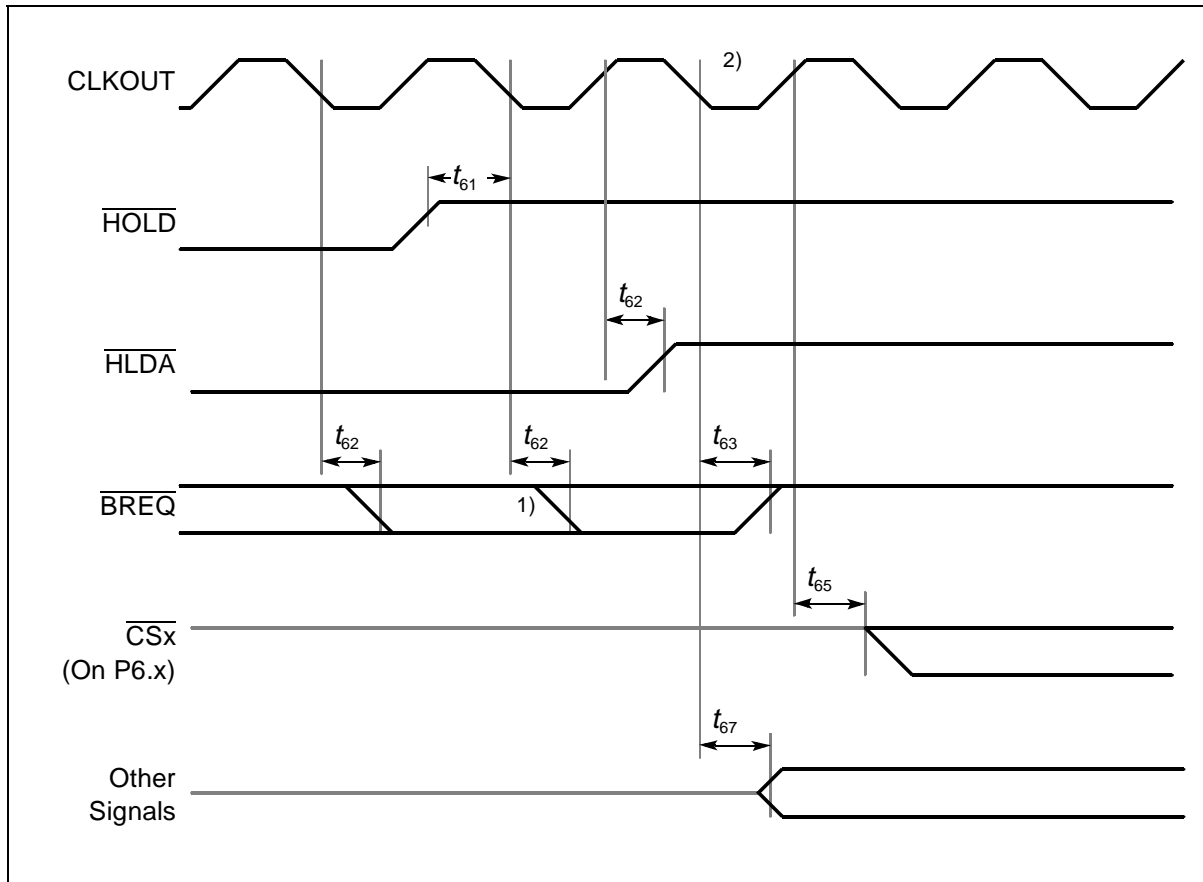 CLKOUT
2)
t61
HOLD
t62
HLDA
t62
t62
t63
BREQ
1)
t65
CSx
(On P6.x)
t67
Other
Signals